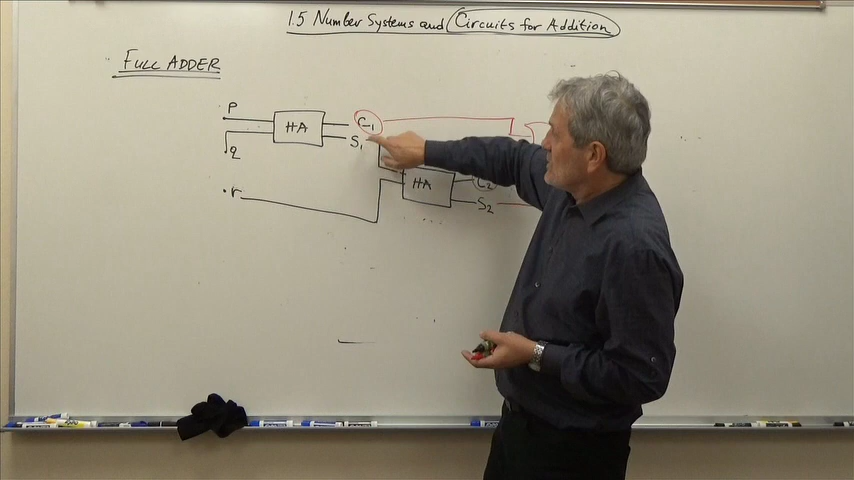 1.5 Number Systems and Circuits for Addition
FULL ADDER
P
HA
C1
S1
q
r
HA
C2
S2